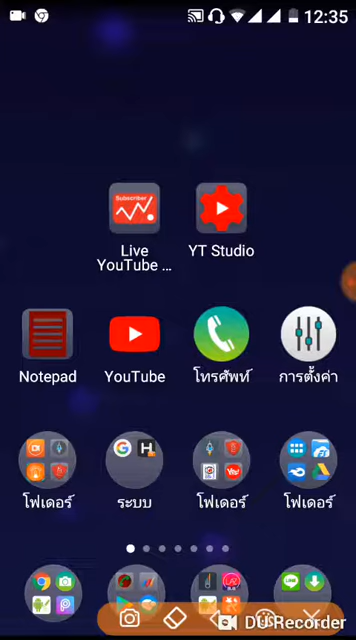 12:35
Subscriber
Live
YouTube ...
YT Studio
Notepad
YouTube
โทรศัพท์
การตั้งค่า
โฟเดอร์
ระบบ
โฟเดอร์
โฟเดอร์
DU Recorder